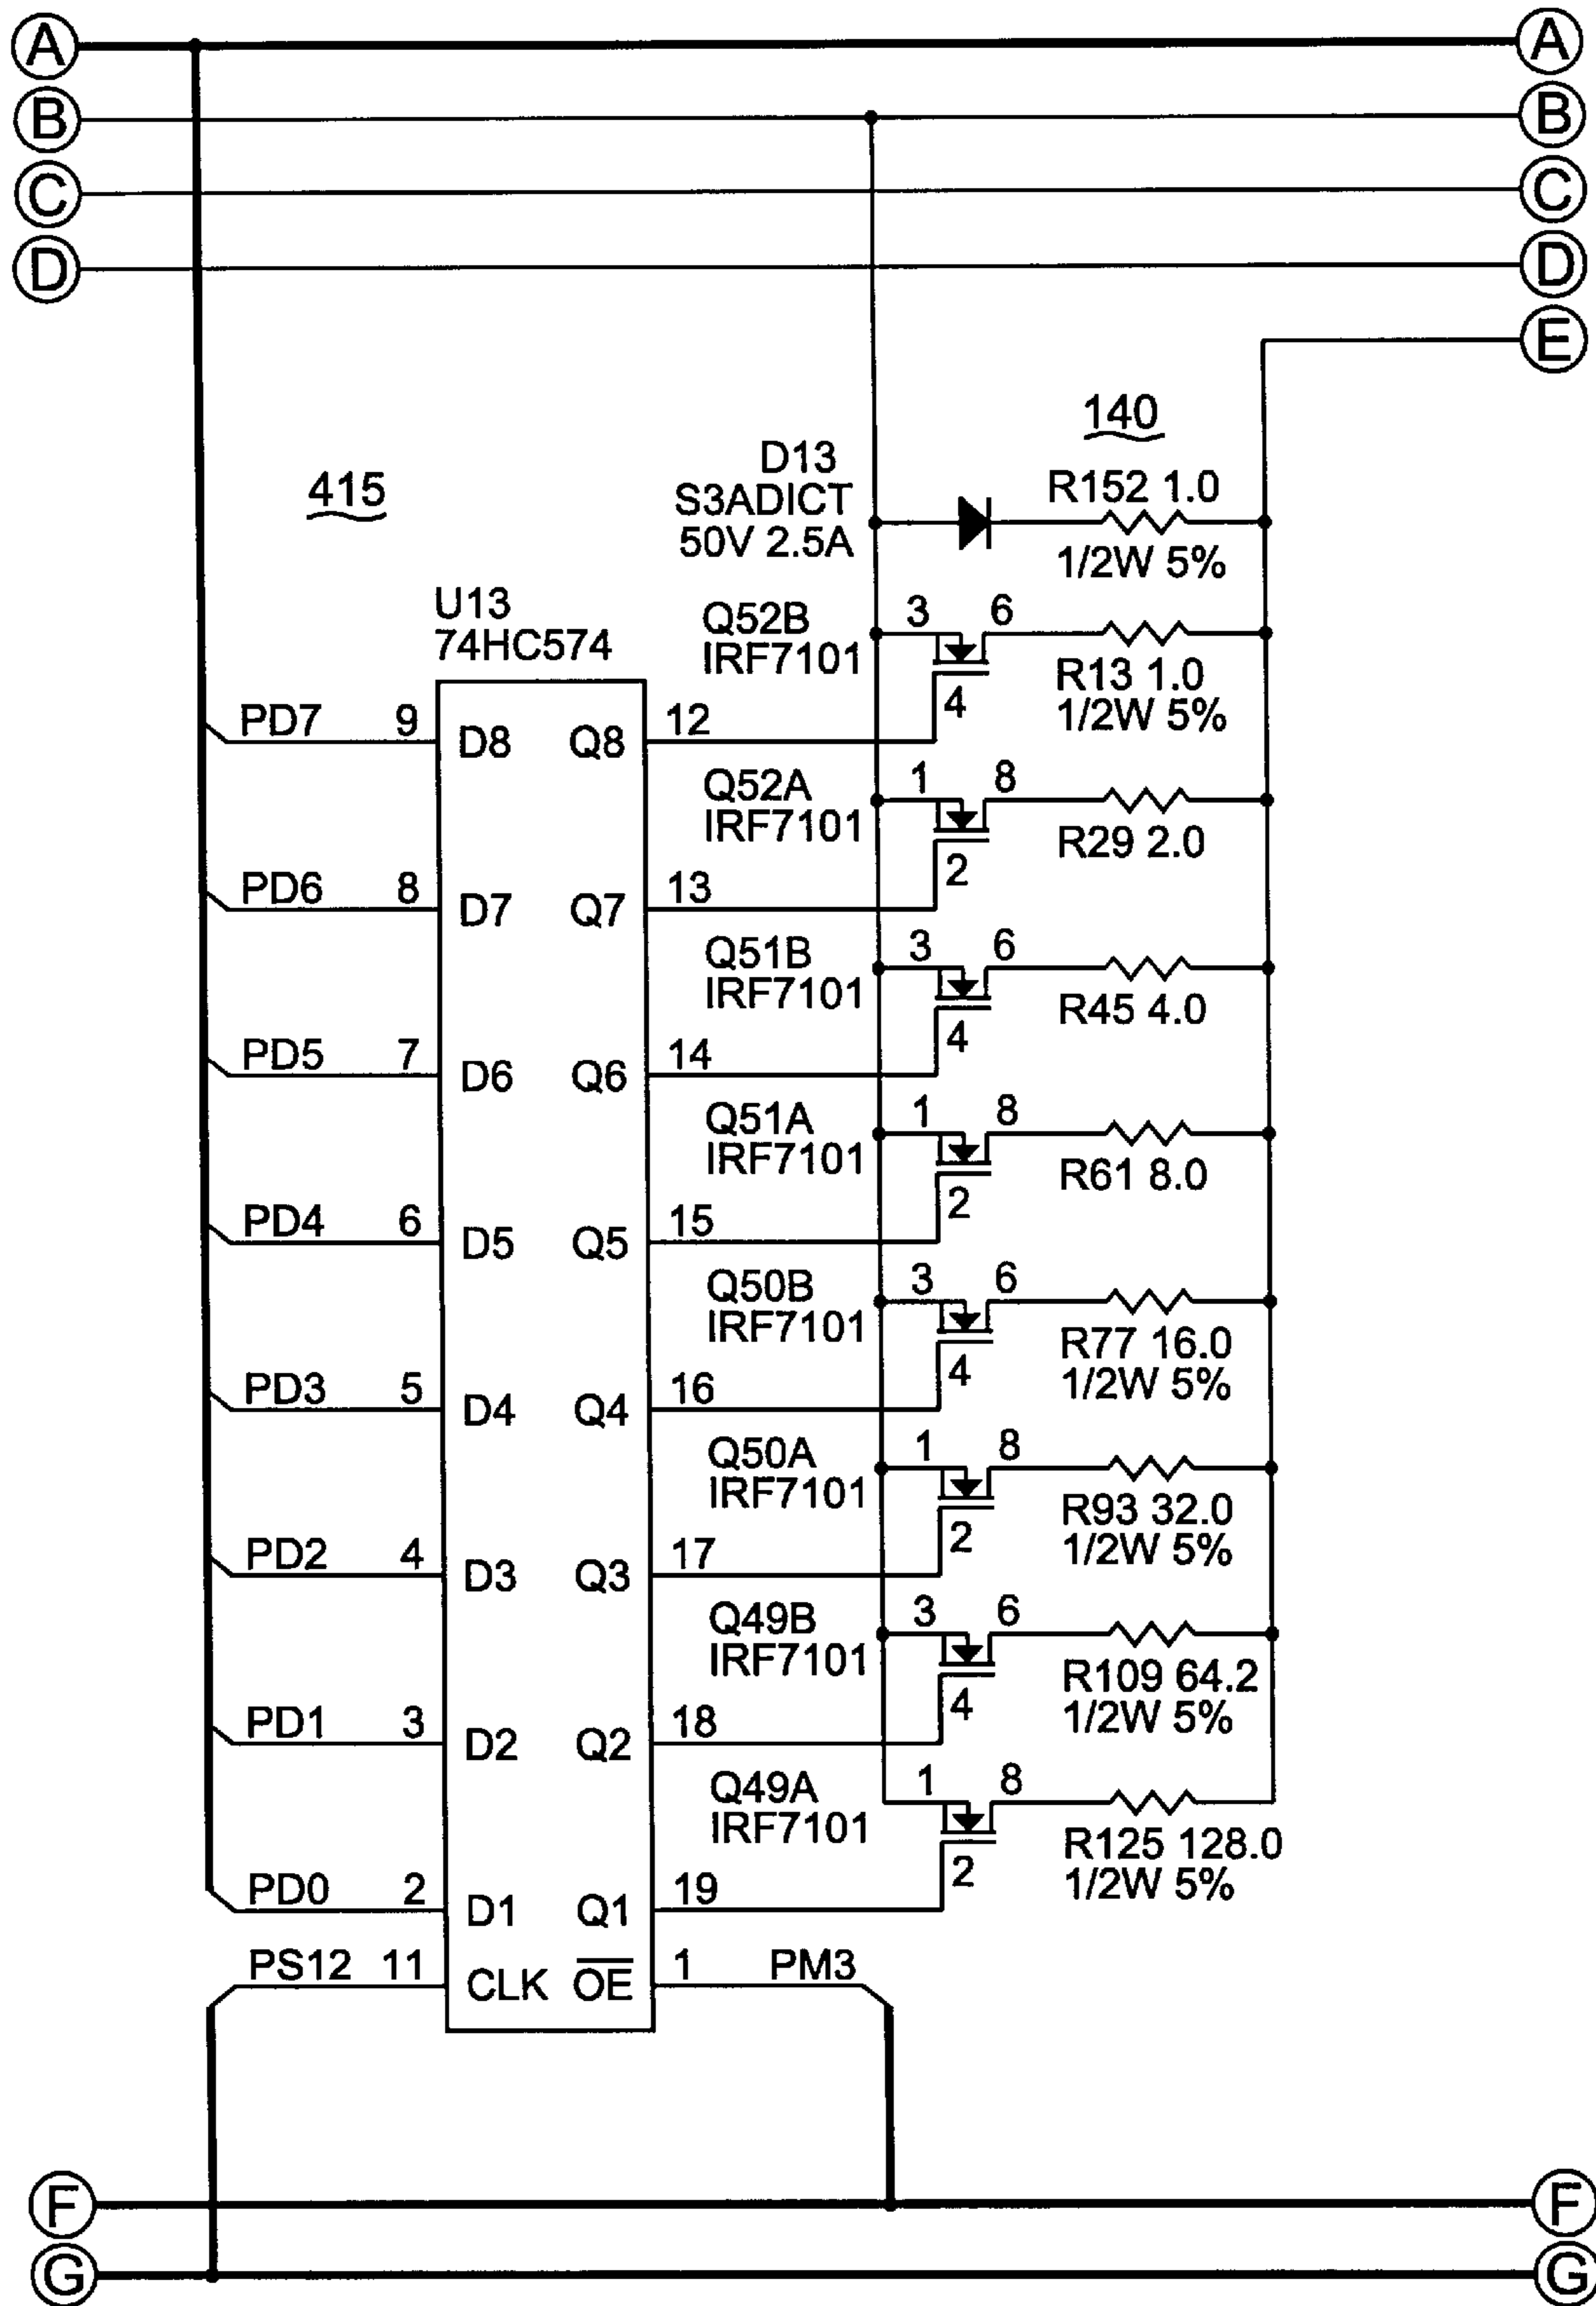 A A
B B
C C
D D
E
140
415
D13
S3ADICT
50V 2.5A
R152 1.0
1/2W 5%
U13
74HC574
Q52B
IRF7101
3 6
4
R13 1.0
1/2W 5%
PD7 9 D8 Q8 12
Q52A
IRF7101
1 8
2
R29 2.0
PD6 8 D7 Q7 13
Q51B
IRF7101
3 6
4
R45 4.0
PD5 7 D6 Q6 14
Q51A
IRF7101
1 8
2
R61 8.0
PD4 6 D5 Q5 15
Q50B
IRF7101
3 6
4
R77 16.0
1/2W 5%
PD3 5 D4 Q4 16
Q50A
IRF7101
1 8
2
R93 32.0
1/2W 5%
PD2 4 D3 Q3 17
Q49B
IRF7101
3 6
4
R109 64.2
1/2W 5%
PD1 3 D2 Q2 18
Q49A
IRF7101
1 8
2
R125 128.0
1/2W 5%
PD0 2 D1 Q1 19
PS12 11 CLK OE 1 PM3
F F
G G